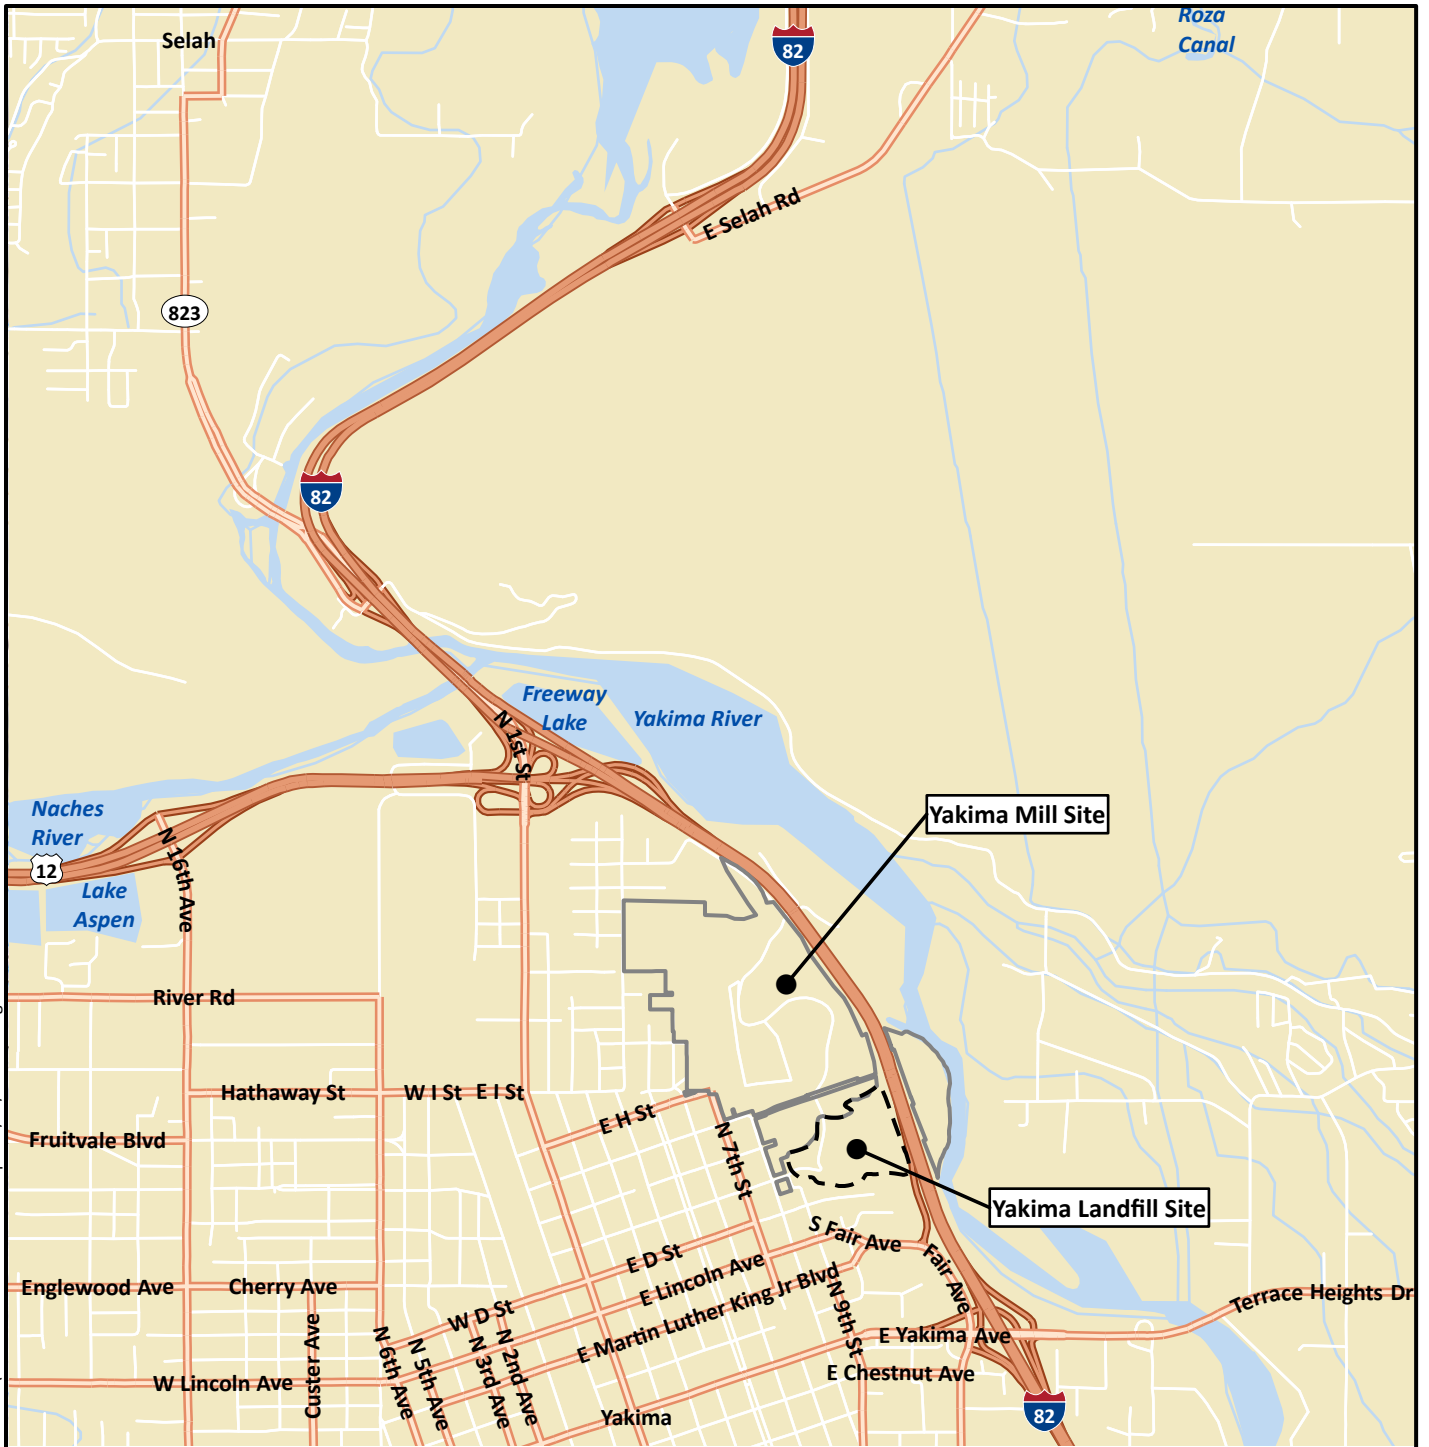 Roza
Canal
Selah
82
E Selah Rd
823
82
Freeway
Lake
Yakima River
N 1st St
Naches
River
12
Lake
Aspen
N 16th Ave
Yakima Mill Site
River Rd
Hathaway St
W I St
E I St
E H St
N 7th St
Fruitvale Blvd
Yakima Landfill Site
S Fair Ave
Fair Ave
E D St
E Lincoln Ave
E Martin Luther King Jr Blvd
N 9th St
Englewood Ave
Cherry Ave
Terrace Heights Dr
W D St
E Yakima Ave
E Chestnut Ave
Custer Ave
N 6th Ave
N 5th Ave
N 3rd Ave
N 2nd Ave
W Lincoln Ave
Yakima
82